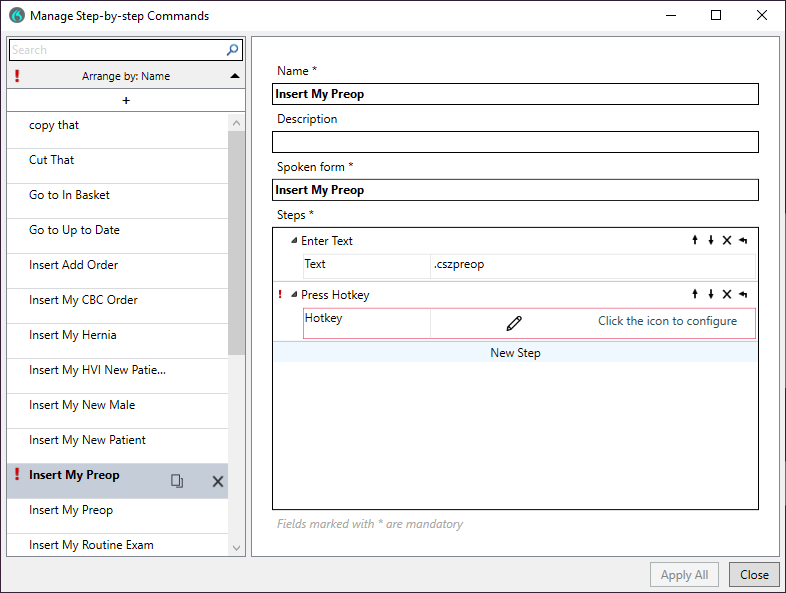 Manage Step-by-step Commands
Search
Arrange by: Name
+
copy that
Cut That
Go to In Basket
Go to Up to Date
Insert Add Order
Insert My CBC Order
Insert My Hernia
Insert My HVI New Patie...
Insert My New Male
Insert My New Patient
! Insert My Preop
Insert My Preop
Insert My Routine Exam
Name *
Insert My Preop
Description
Spoken form *
Insert My Preop
Steps *
Enter Text
Text .cszpreop
! Press Hotkey
Hotkey Click the icon to configure
New Step
Fields marked with * are mandatory
Apply All Close